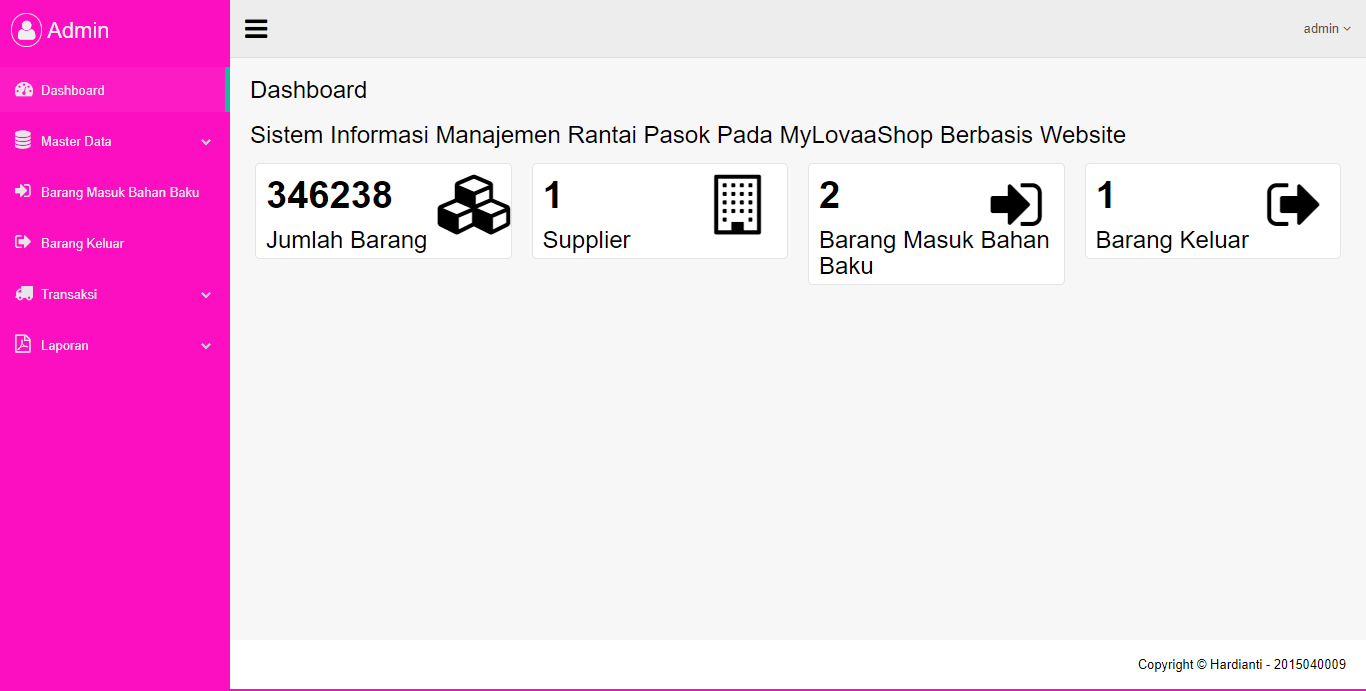 Admin
admin
Dashboard
Master Data
Barang Masuk Bahan Baku
Barang Keluar
Transaksi
Laporan
Dashboard
Sistem Informasi Manajemen Rantai Pasok Pada MyLovaaShop Berbasis Website
346238
Jumlah Barang
1
Supplier
2
Barang Masuk Bahan
Baku
1
Barang Keluar
Copyright © Hardianti - 2015040009